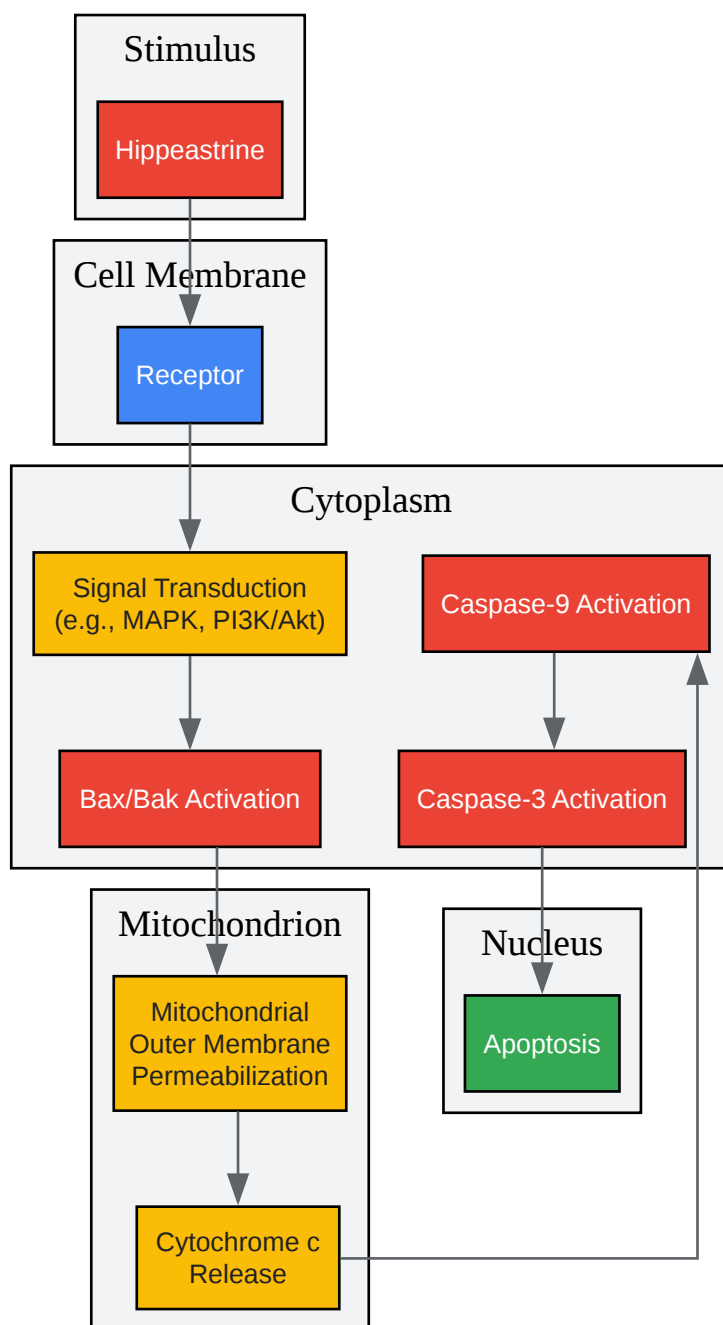 Stimulus
Hippeastrine
Cell Membrane
Receptor
Cytoplasm
Signal Transduction
(e.g., MAPK, PI3K/Akt)
Caspase-9 Activation
Bax/Bak Activation
Caspase-3 Activation
Mitochondrion
Mitochondrial
Outer Membrane
Permeabilization
Cytochrome c
Release
Nucleus
Apoptosis